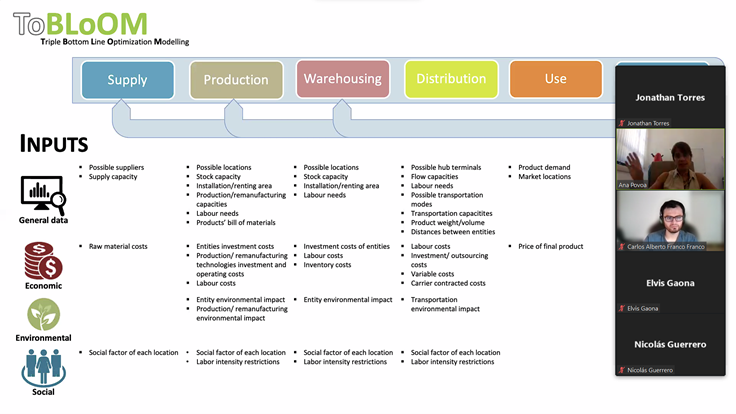 ToBLoOM
Triple Bottom Line Optimization Modelling
Supply
Production
Warehousing
Distribution
Use
INPUTS
General data
▪ Possible suppliers
▪ Supply capacity
▪ Possible locations
▪ Stock capacity
▪ Installation/renting area
▪ Production/remanufacturing
capacities
▪ Labour needs
▪ Products' bill of materials
▪ Possible locations
▪ Stock capacity
▪ Installation/renting area
▪ Labour needs
▪ Possible hub terminals
▪ Flow capacities
▪ Labour needs
▪ Possible transportation
modes
▪ Transportation capacitites
▪ Product weight/volume
▪ Distances between entities
▪ Product demand
▪ Market locations
Economic
▪ Raw material costs
▪ Entities investment costs
▪ Production/ remanufacturing
technologies investment and
operating costs
▪ Labour costs
▪ Investment costs of entities
▪ Labour costs
▪ Inventory costs
▪ Labour costs
▪ Investment/ outsourcing
costs
▪ Variable costs
▪ Carrier contracted costs
▪ Price of final product
Environmental
▪ Entity environmental impact
▪ Production/ remanufacturing
environmental impact
▪ Entity environmental impact
▪ Transportation
environmental impact
Social
▪ Social factor of each location
• Social factor of each location
• Labor intensity restrictions
▪ Social factor of each location
▪ Labor intensity restrictions
▪ Social factor of each location
▪ Labor intensity restrictions
Jonathan Torres
Jonathan Torres
Ana Povoa
Carlos Alberto Franco Franco
Elvis Gaona
Elvis Gaona
Nicolás Guerrero
Nicolás Guerrero